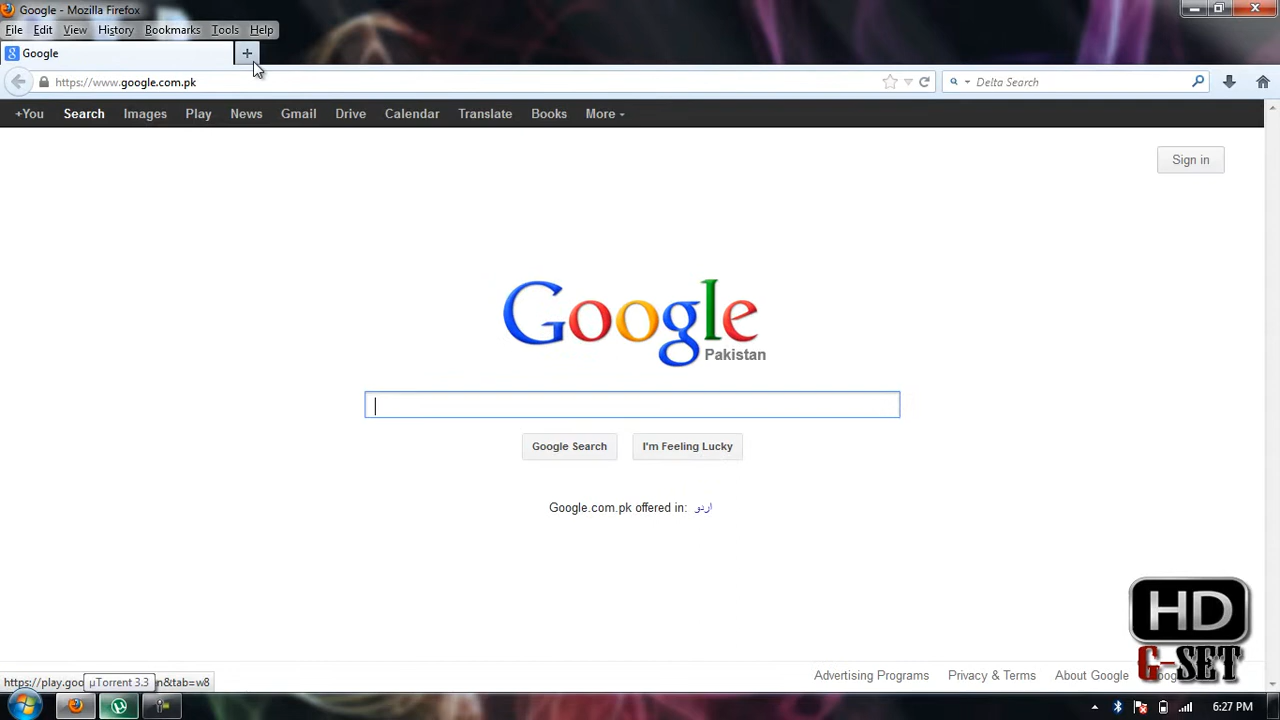 Google - Mozilla Firefox
File Edit View History Bookmarks Tools Help
Google
https://www.google.com.pk
Delta Search
+You Search Images Play News Gmail Drive Calendar Translate Books More
Sign in
Google
Pakistan
Google Search I'm Feeling Lucky
Google.com.pk offered in: اردو
HD
G-SET
Advertising Programs Privacy & Terms About Google
https://play.goo µTorrent 3.3 n&tab=w8
6:27 PM